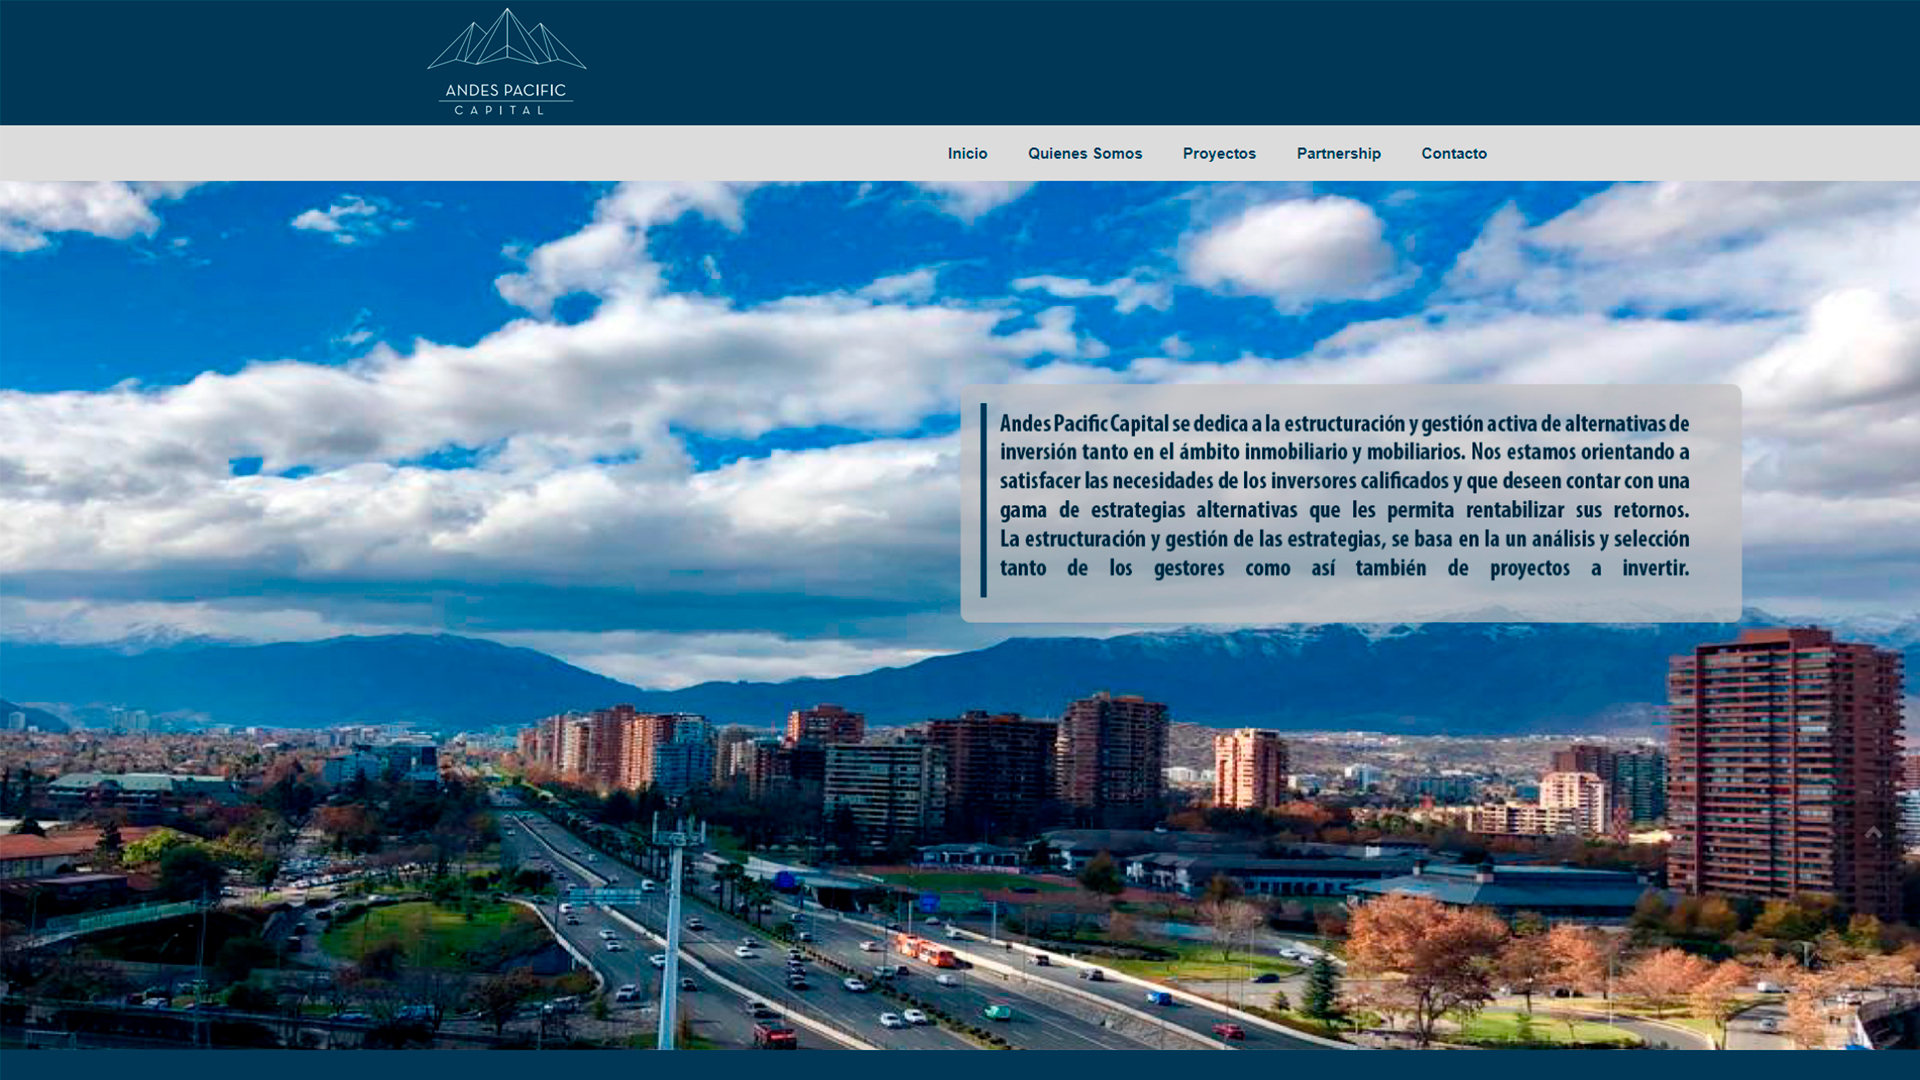 ANDES PACIFIC
CAPITAL
Inicio Quienes Somos Proyectos Partnership Contacto
Andes Pacific Capital se dedica a la estructuración y gestión activa de alternativas de
inversión tanto en el ámbito inmobiliario y mobiliarios. Nos estamos orientando a
satisfacer las necesidades de los inversores calificados y que deseen contar con una
gama de estrategias alternativas que les permita rentabilizar sus retornos.
La estructuración y gestión de las estrategias, se basa en la un análisis y selección
tanto de los gestores como así también de proyectos a invertir.